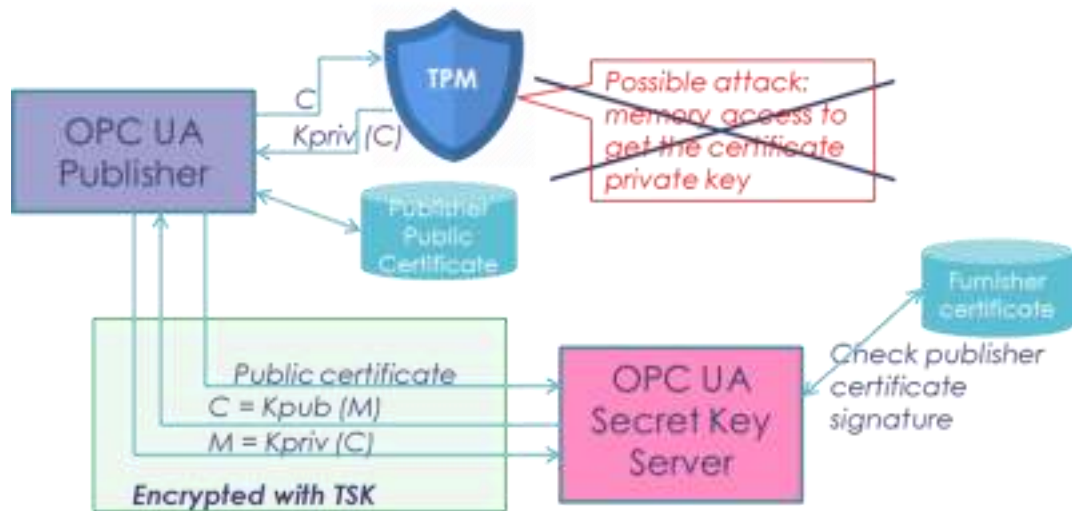 TPM
C
Kpriv (C)
OPC UA
Publisher
Possible attack:
memory access to
get the certificate
private key
Publisher
Public
Certificate
Furnisher
certificate
Check publisher
certificate
signature
Public certificate
C = Kpub (M)
M = Kpriv (C)
Encrypted with TSK
OPC UA
Secret Key
Server